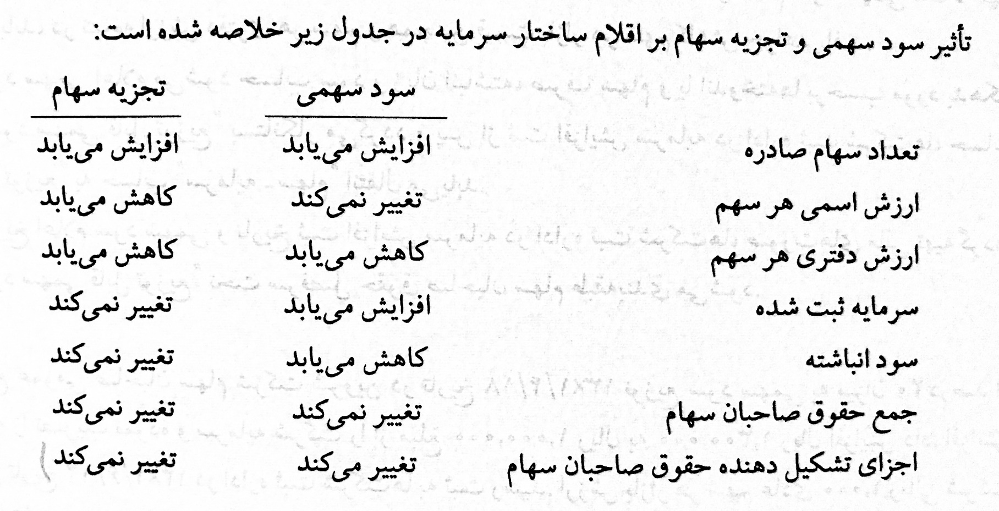 تأثیر سود سهمی و تجزیه سهام بر اقلام ساختار سرمایه در جدول زیر خلاصه شده است:
سود سهمی تجزیه سهام
تعداد سهام صادره افزایش می‌یابد افزایش می‌یابد
ارزش اسمی هر سهم تغییر نمی‌کند کاهش می‌یابد
ارزش دفتری هر سهم کاهش می‌یابد کاهش می‌یابد
سرمایه ثبت شده افزایش می‌یابد تغییر نمی‌کند
سود انباشته کاهش می‌یابد تغییر نمی‌کند
جمع حقوق صاحبان سهام تغییر نمی‌کند تغییر نمی‌کند
اجزای تشکیل دهنده حقوق صاحبان سهام تغییر می‌کند تغییر نمی‌کند